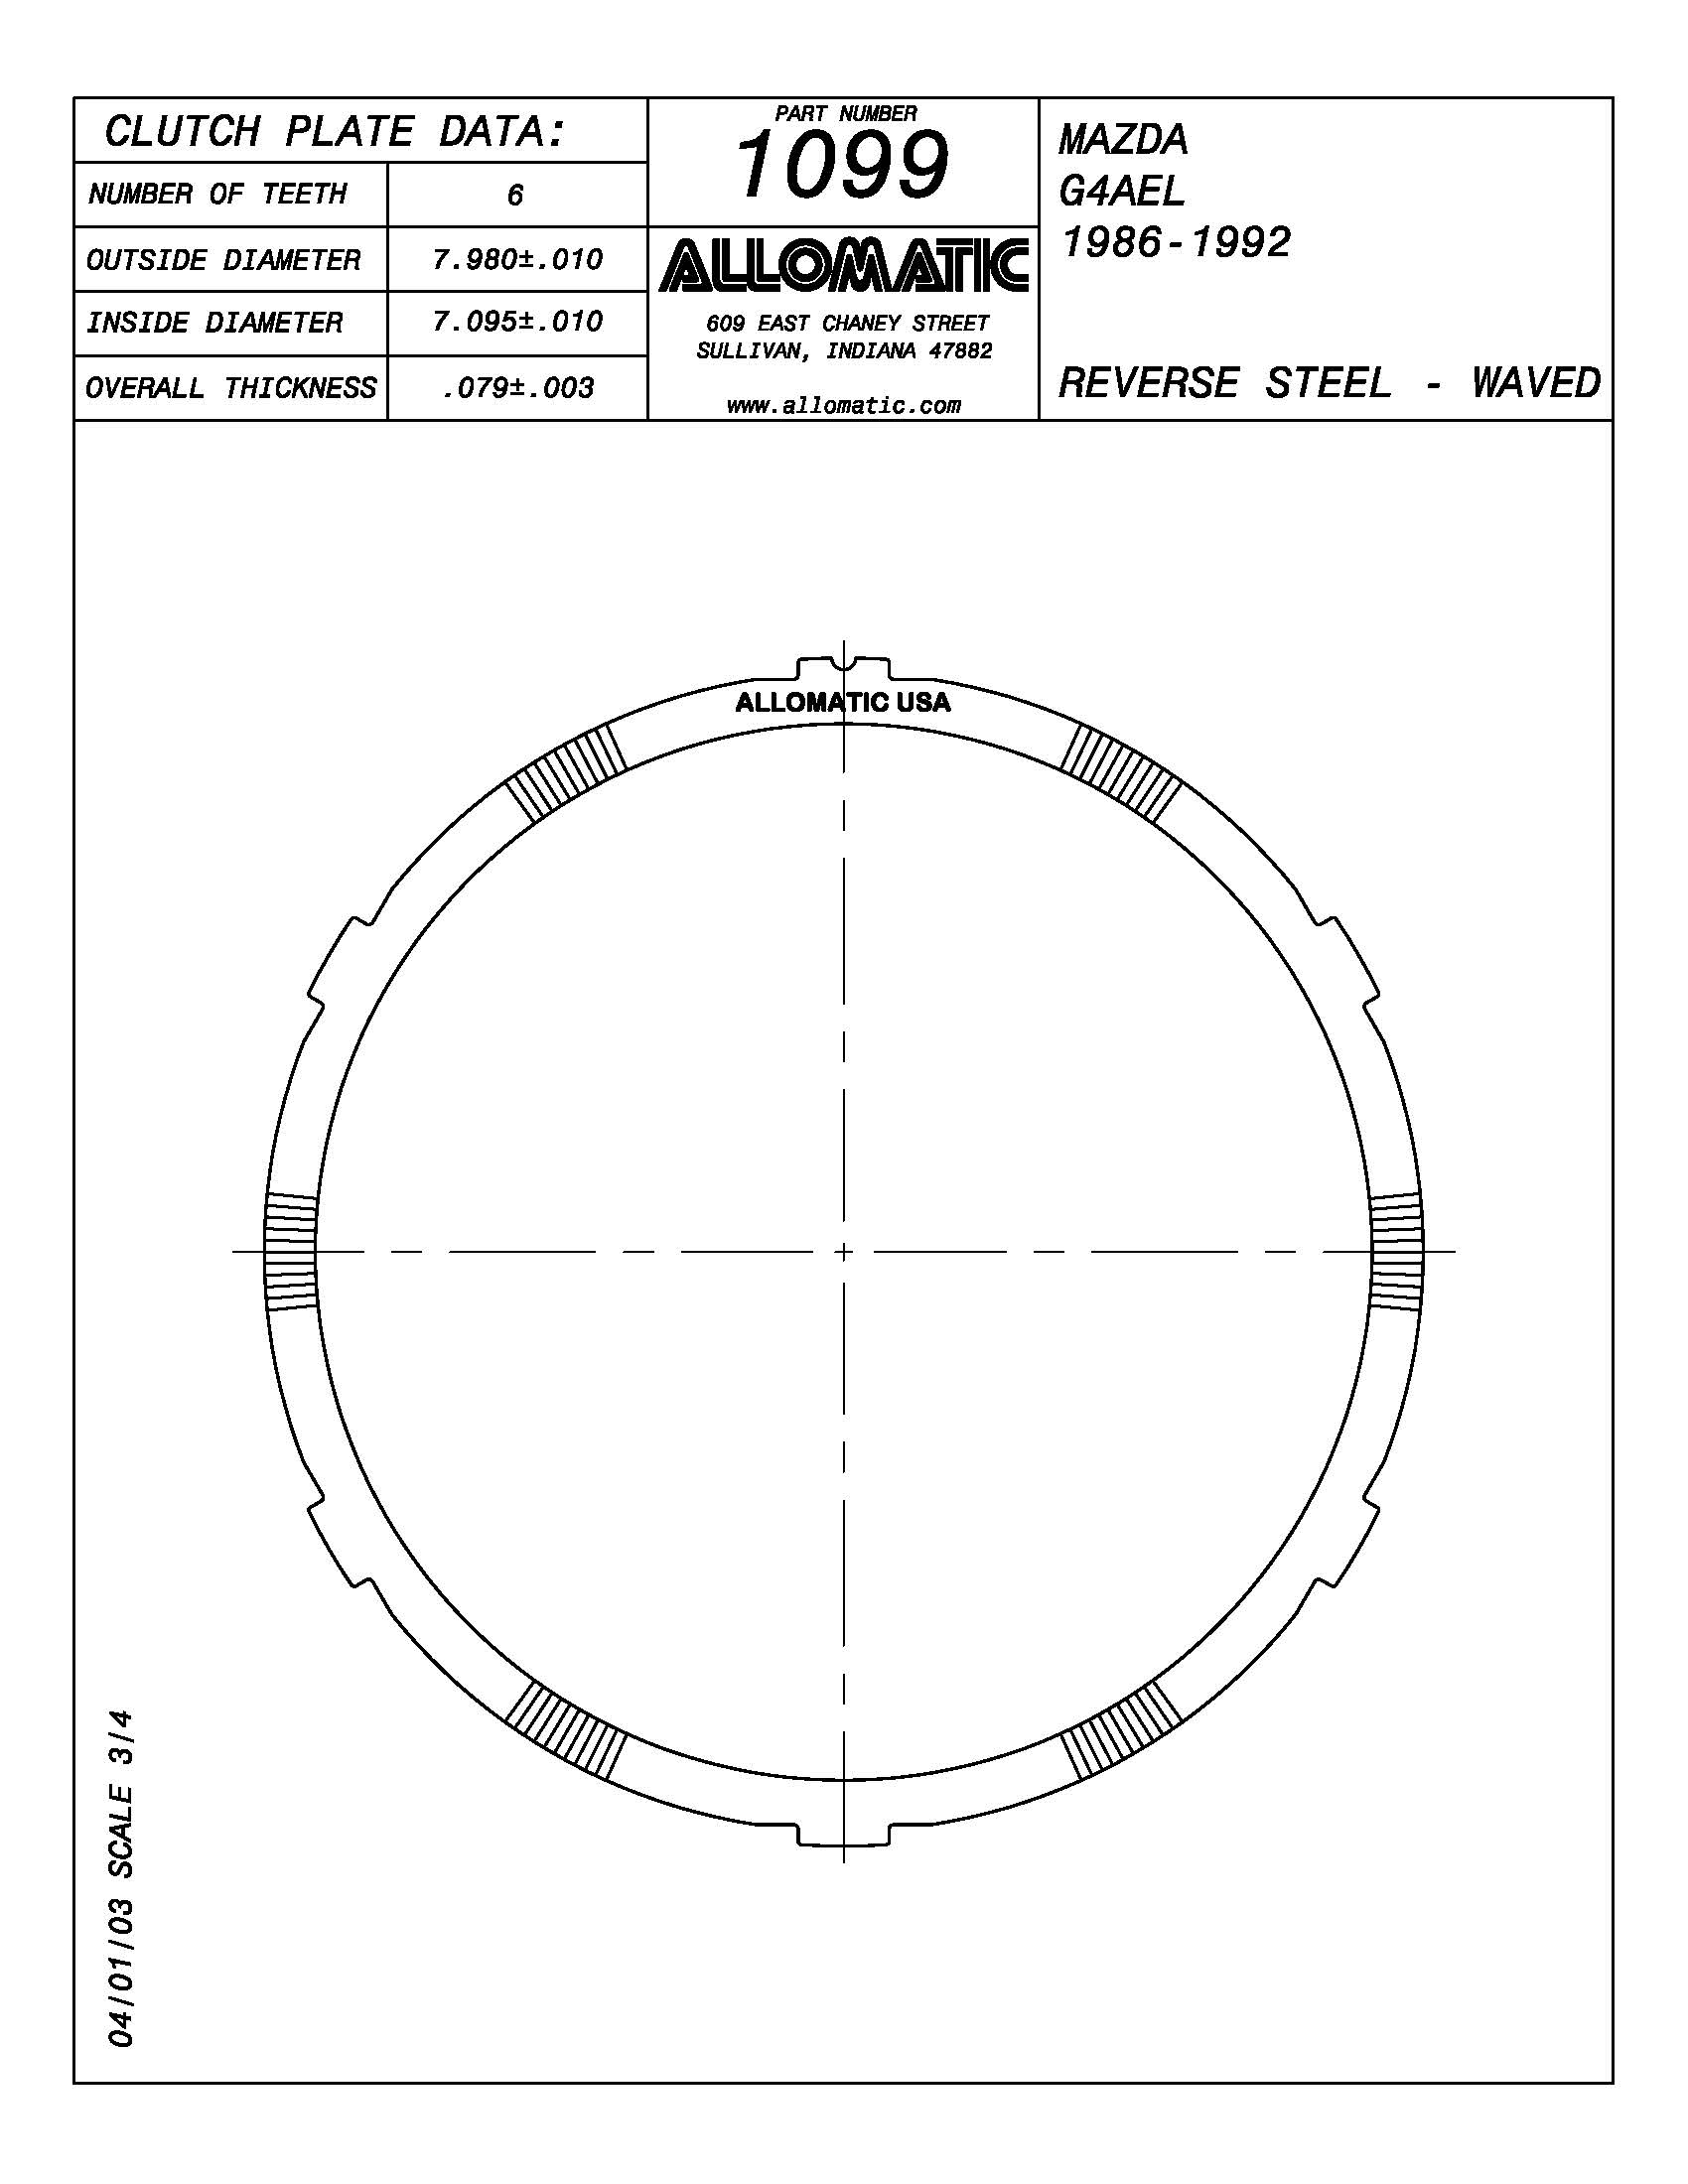 CLUTCH PLATE DATA:
NUMBER OF TEETH 6
OUTSIDE DIAMETER 7.980±.010
INSIDE DIAMETER 7.095±.010
OVERALL THICKNESS .079±.003
PART NUMBER
1099
ALLOMATIC
609 EAST CHANEY STREET
SULLIVAN, INDIANA 47882
www.allomatic.com
MAZDA
G4AEL
1986-1992
REVERSE STEEL - WAVED
ALLOMATIC USA
04/01/03 SCALE 3/4